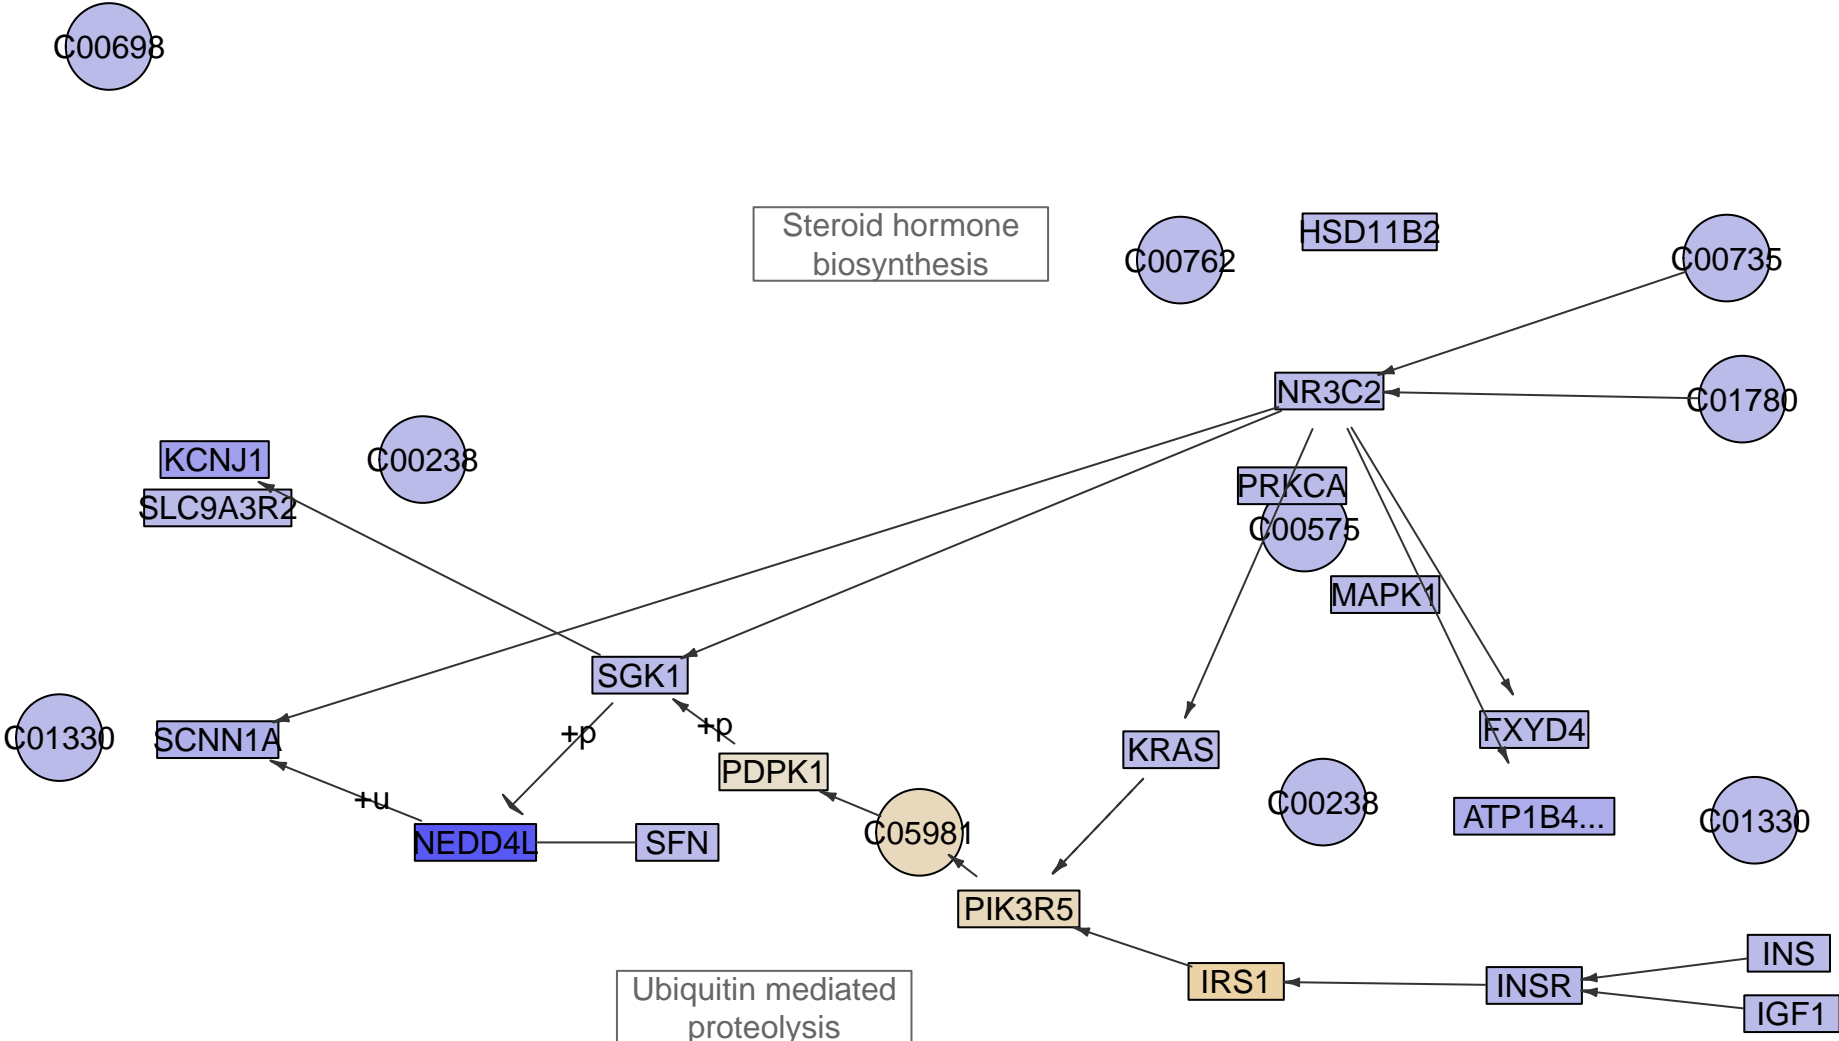 C00698
Steroid hormone
biosynthesis
C00762
HSD11B2
C00735
NR3C2
C01780
KCNJ1
C00238
SLC9A3R2
PRKCA
C00575
MAPK1
SGK1
+p
+p
C01330
SCNN1A
FXYD4
KRAS
PDPK1
+u
C00238
ATP1B4...
C01330
NEDD4L
SFN
C05981
PIK3R5
INS
IRS1
INSR
IGF1
Ubiquitin mediated
proteolysis